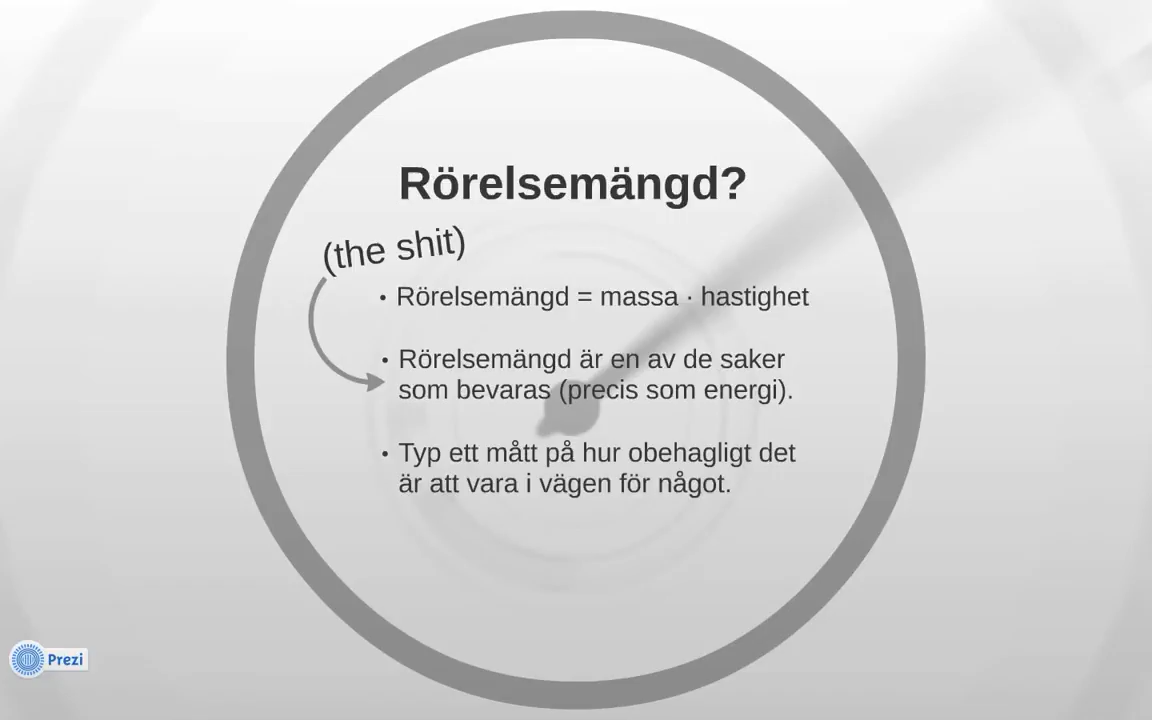 Rörelsemängd?
(the shit)
• Rörelsemängd = massa · hastighet
• Rörelsemängd är en av de saker
som bevaras (precis som energi).
• Typ ett mått på hur obehagligt det
är att vara i vägen för något.
Prezi